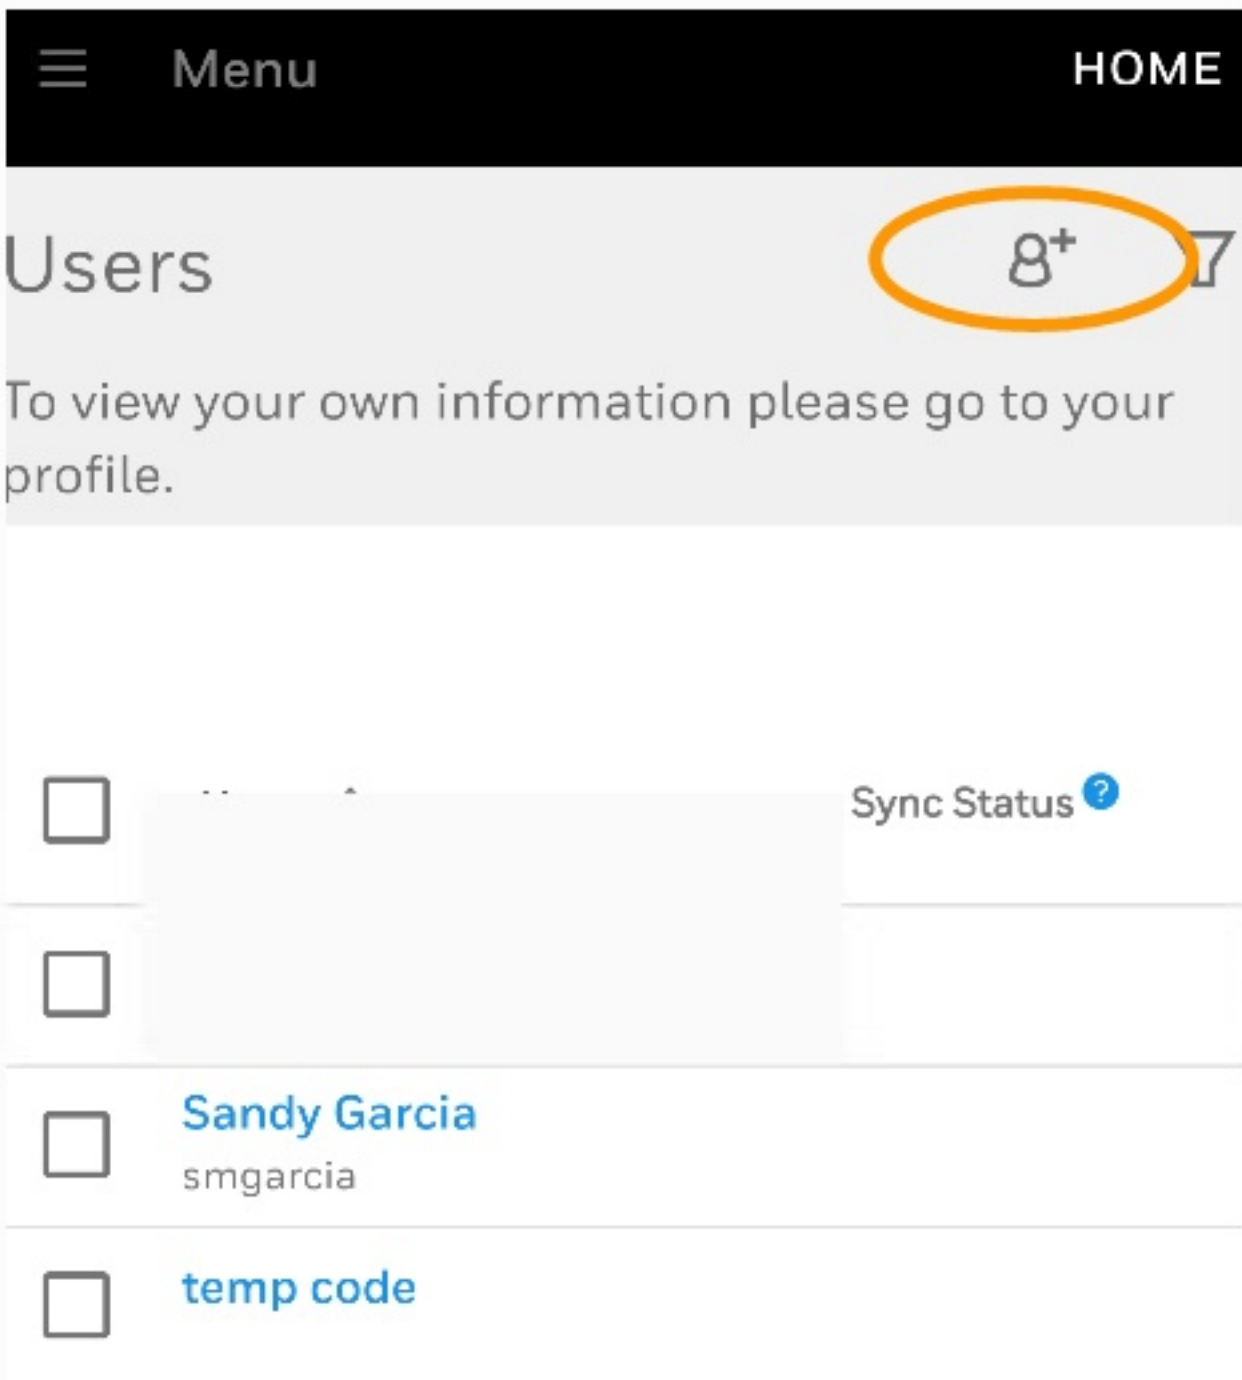 Menu
HOME
Users
To view your own information please go to your
profile.
Sync Status ?
Sandy Garcia
smgarcia
temp code